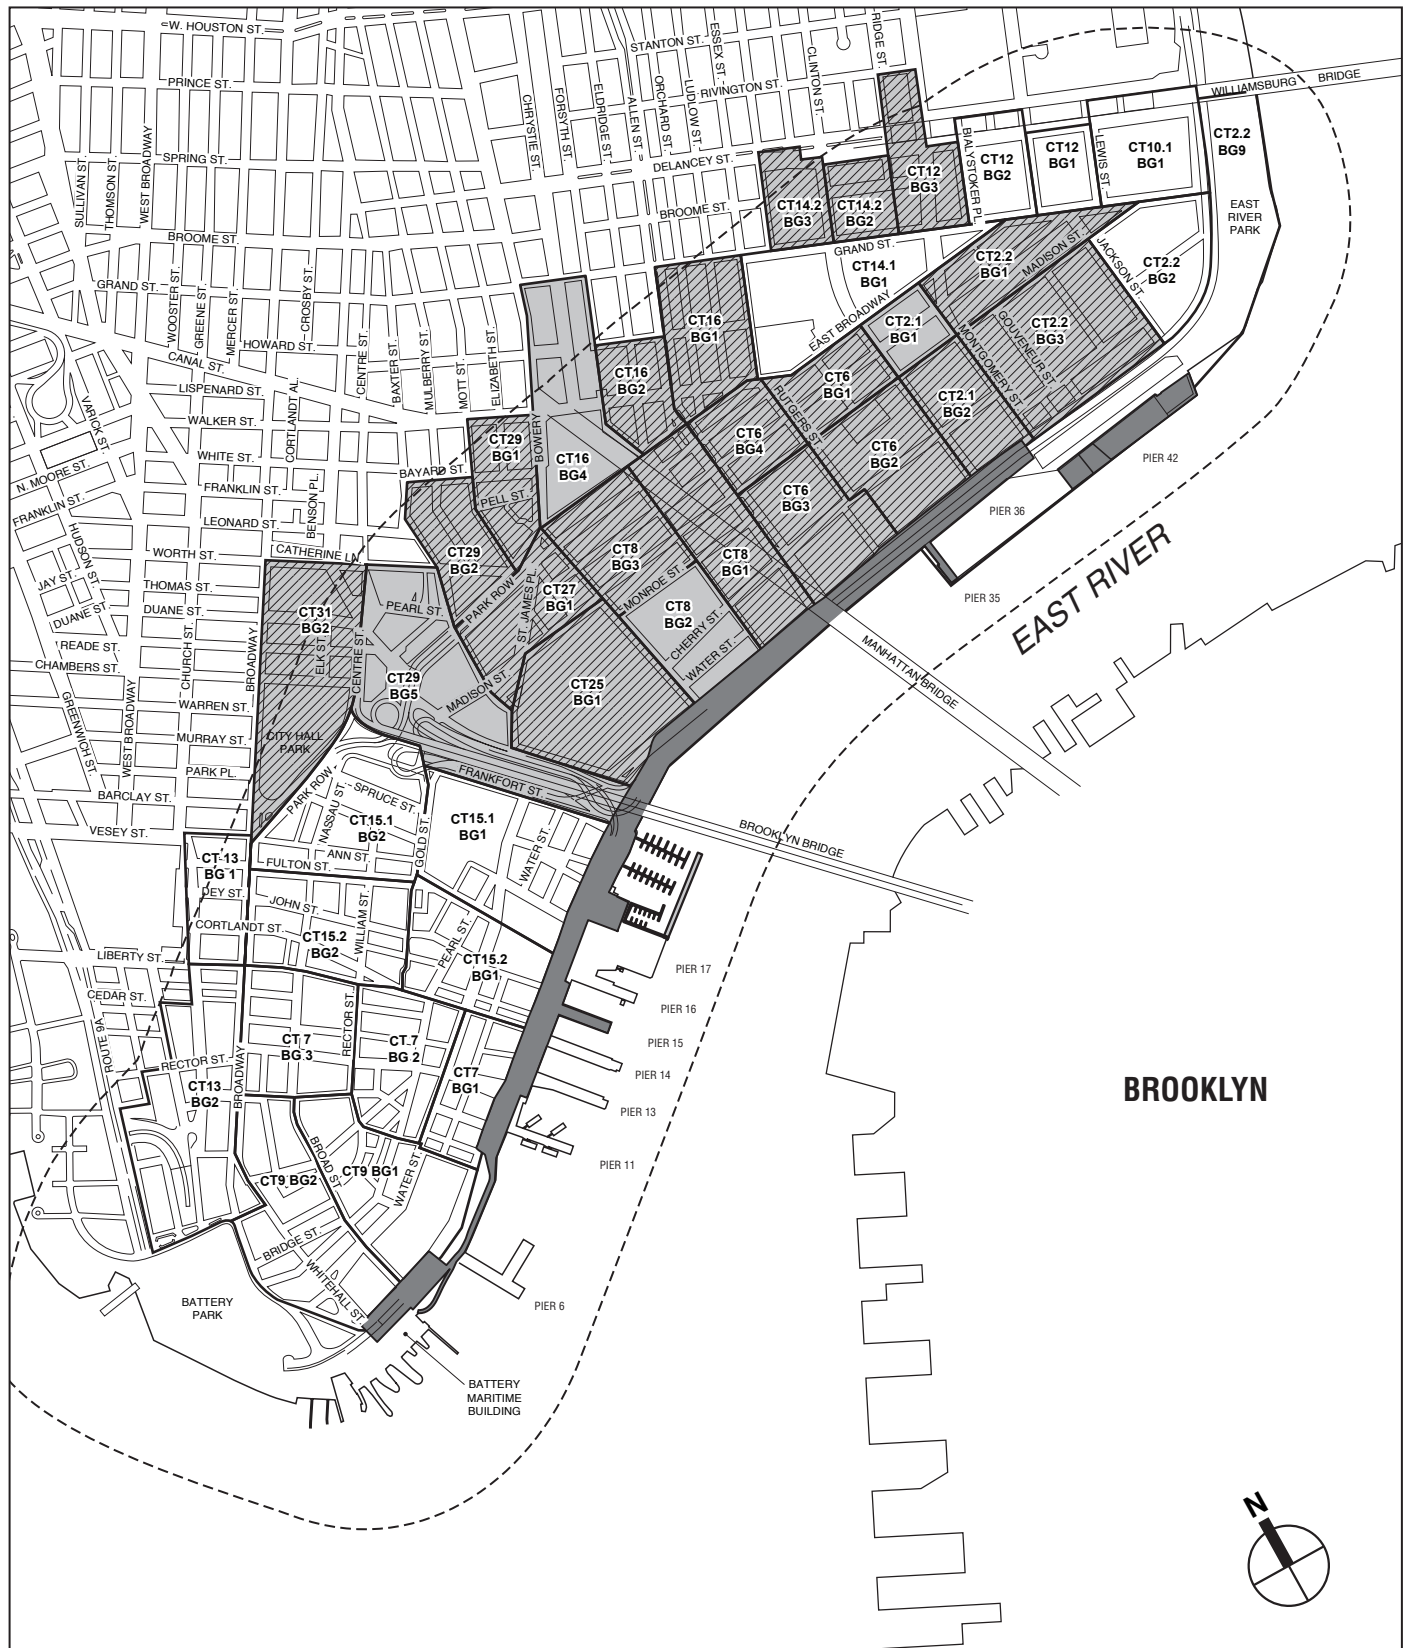 W. HOUSTON ST.
PRINCE ST.
SPRING ST.
BROOME ST.
GRAND ST.
HOWARD ST.
CANAL ST.
LISPENARD ST.
WALKER ST.
WHITE ST.
FRANKLIN ST.
LEONARD ST.
WORTH ST.
CATHERINE LN.
THOMAS ST.
DUANE ST.
READE ST.
CHAMBERS ST.
WARREN ST.
MURRAY ST.
PARK PL.
BARCLAY ST.
VESEY ST.
SULLIVAN ST.
THOMSON ST.
WEST BROADWAY
WOOSTER ST.
GREENE ST.
MERCER ST.
CROSBY ST.
CORTLANDT AL.
BENSON PL.
CENTRE ST.
BAXTER ST.
MULBERRY ST.
MOTT ST.
ELIZABETH ST.
BOWERY
CHRYSTIE ST.
FORSYTH ST.
ELDRIDGE ST.
ALLEN ST.
ORCHARD ST.
LUDLOW ST.
ESSEX ST.
CLINTON ST.
RIDGE ST.
STANTON ST.
RIVINGTON ST.
DELANCEY ST.
BROOME ST.
GRAND ST.
WILLIAMSBURG BRIDGE
BIALYSTOKER PL.
LEWIS ST.
JACKSON ST.
MADISON ST.
EAST BROADWAY
MONTGOMERY ST.
GOUVENEUR ST.
RUTGERS ST.
CT14.2
BG3
CT14.2
BG2
CT12
BG3
CT12
BG2
CT12
BG1
CT10.1
BG1
CT2.2
BG9
EAST
RIVER
PARK
CT14.1
BG1
CT2.2
BG1
CT2.2
BG2
CT2.2
BG3
CT2.1
BG1
CT2.1
BG2
CT16
BG1
CT16
BG2
CT16
BG4
CT6
BG1
CT6
BG2
CT6
BG3
CT6
BG4
CT29
BG1
CT29
BG2
CT29
BG5
CT8
BG3
CT8
BG1
CT8
BG2
CT27
BG1
CT25
BG1
CT31
BG2
BAYARD ST.
PELL ST.
PARK ROW
ST. JAMES PL.
MONROE ST.
CHERRY ST.
WATER ST.
PEARL ST.
MADISON ST.
ELK ST.
CENTRE ST.
BROADWAY
CITY HALL
PARK
FRANKFORT ST.
VARICK ST.
N. MOORE ST.
FRANKLIN ST.
HUDSON ST.
JAY ST.
DUANE ST.
GREENWICH ST.
WEST BROADWAY
CHURCH ST.
PARK ROW
NASSAU ST.
SPRUCE ST.
ANN ST.
FULTON ST.
GOLD ST.
WATER ST.
CT15.1
BG2
CT15.1
BG1
CT 13
BG 1
DEY ST.
CORTLANDT ST.
JOHN ST.
WILLIAM ST.
PEARL ST.
CT15.2
BG2
CT15.2
BG1
LIBERTY ST.
CEDAR ST.
ROUTE 9A
RECTOR ST.
BROADWAY
RECTOR ST.
CT 7
BG 3
CT 7
BG 2
CT7
BG1
CT13
BG2
CT9 BG2
CT9 BG1
BROAD ST.
WATER ST.
BRIDGE ST.
WHITEHALL ST.
BATTERY
PARK
BATTERY
MARITIME
BUILDING
PIER 42
PIER 36
PIER 35
EAST RIVER
MANHATTAN BRIDGE
BROOKLYN BRIDGE
PIER 17
PIER 16
PIER 15
PIER 14
PIER 13
PIER 11
PIER 6
BROOKLYN
N